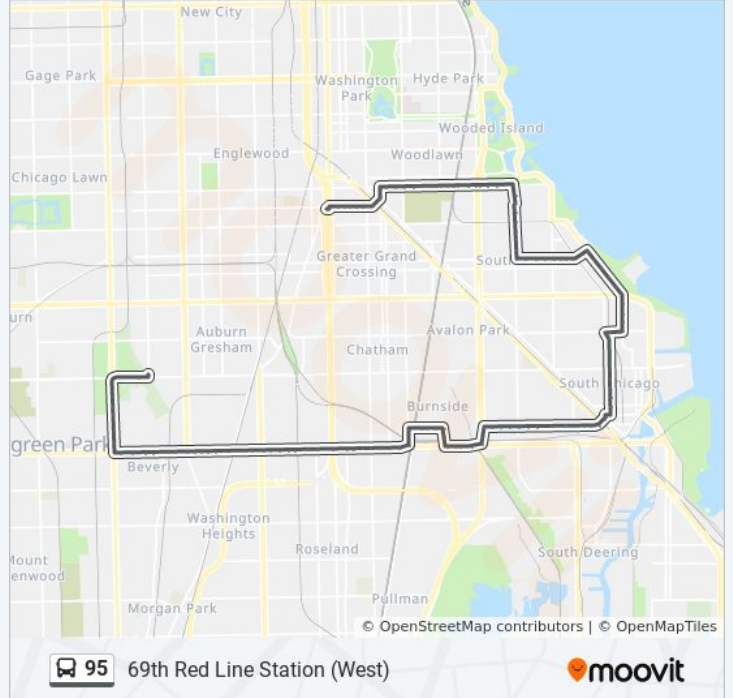 New City
Gage Park
Washington
Park
Hyde Park
Wooded Island
Englewood
Woodlawn
Chicago Lawn
Greater Grand
Crossing
Sout
urn
Auburn
Gresham
Avalon Park
Chatham
South Chicago
Burnside
green Park
Beverly
Washington
Heights
Roseland
South Deering
Mount
enwood
Pullman
Morgan Park
© OpenStreetMap contributors | © OpenMapTiles
95 69th Red Line Station (West)
moovit